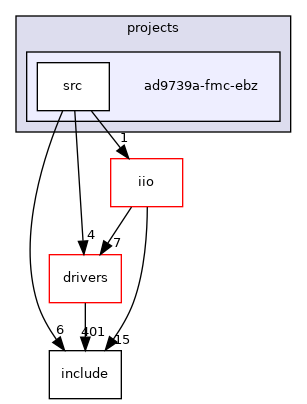 projects
src
ad9739a-fmc-ebz
1
iio
4
7
drivers
6
401
15
include